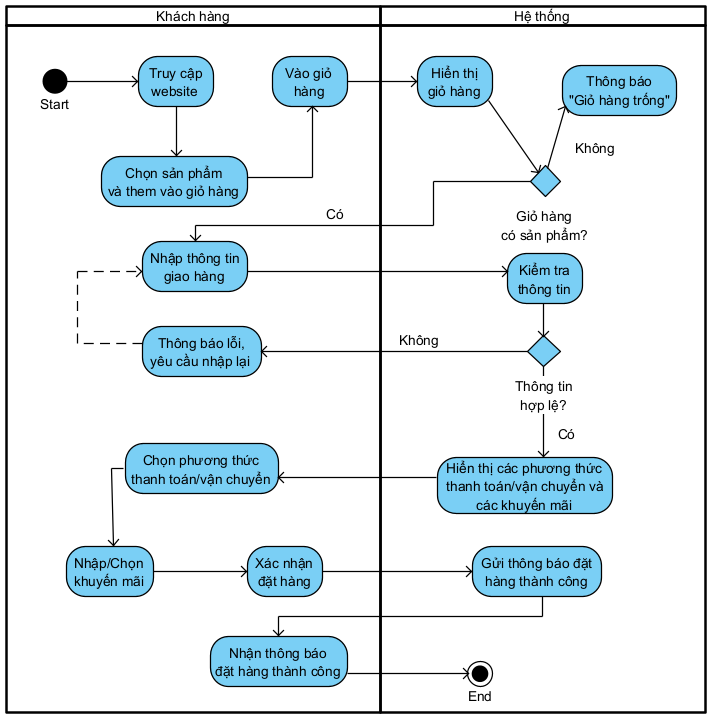 Khách hàng
Hệ thống
Start
Truy cập
website
Vào giỏ
hàng
Hiển thị
giỏ hàng
Thông báo
"Giỏ hàng trống"
Không
Chọn sản phẩm
và them vào giỏ hàng
Có
Giỏ hàng
có sản phẩm?
Nhập thông tin
giao hàng
Kiểm tra
thông tin
Thông báo lỗi,
yêu cầu nhập lại
Không
Thông tin
hợp lệ?
Có
Chọn phương thức
thanh toán/vận chuyển
Hiển thị các phương thức
thanh toán/vận chuyển và
các khuyến mãi
Nhập/Chọn
khuyến mãi
Xác nhận
đặt hàng
Gửi thông báo đặt
hàng thành công
Nhận thông báo
đặt hàng thành công
End